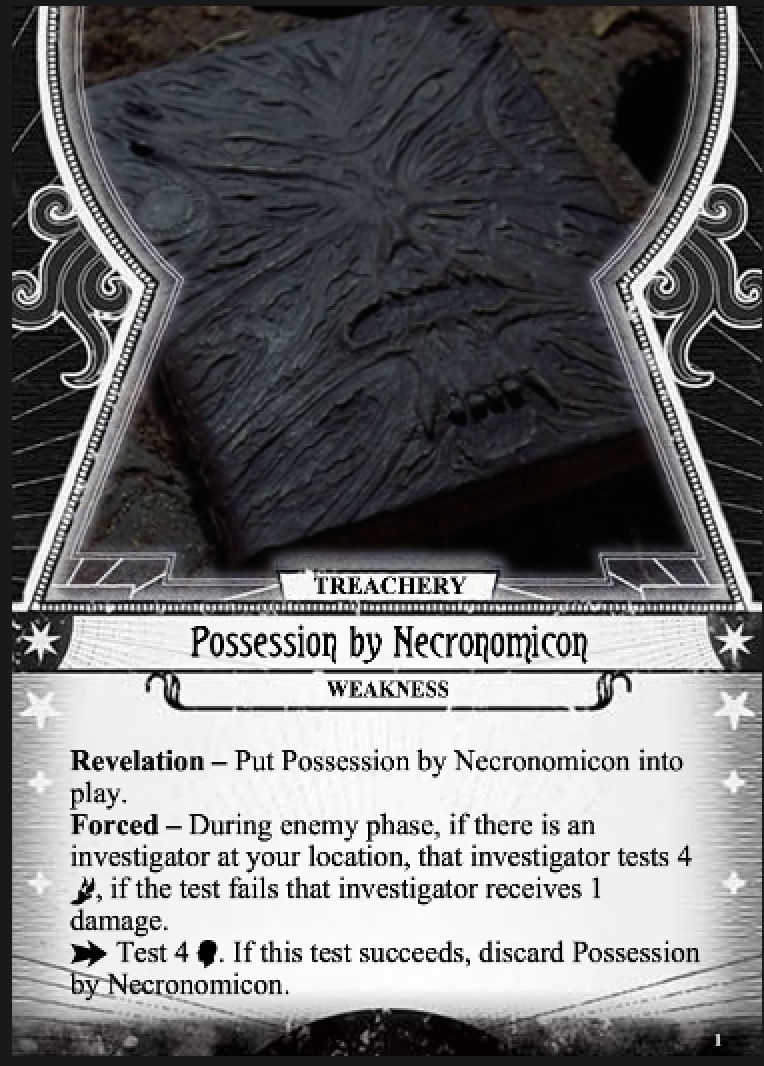 TREACHERY
Possession by Necronomicon
WEAKNESS
Revelation – Put Possession by Necronomicon into
play.
Forced – During enemy phase, if there is an
investigator at your location, that investigator tests 4
, if the test fails that investigator receives 1
damage.
Test 4 . If this test succeeds, discard Possession
by Necronomicon.
1